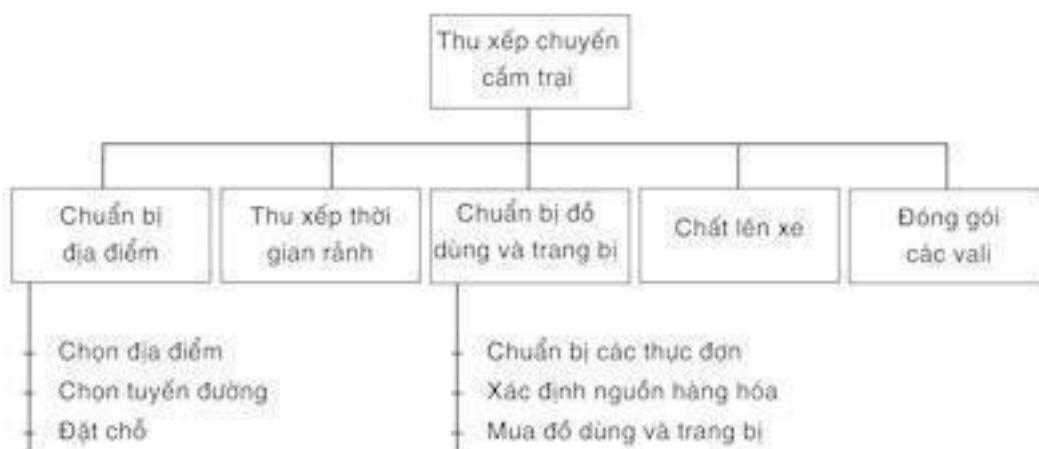 Thu xếp chuyến
cắm trại
Chuẩn bị
địa điểm
Thu xếp thời
gian rảnh
Chuẩn bị đồ
dùng và trang bị
Chất lên xe
Đóng gói
các vali
Chọn địa điểm
Chọn tuyến đường
Đặt chỗ
Chuẩn bị các thực đơn
Xác định nguồn hàng hóa
Mua đồ dùng và trang bị